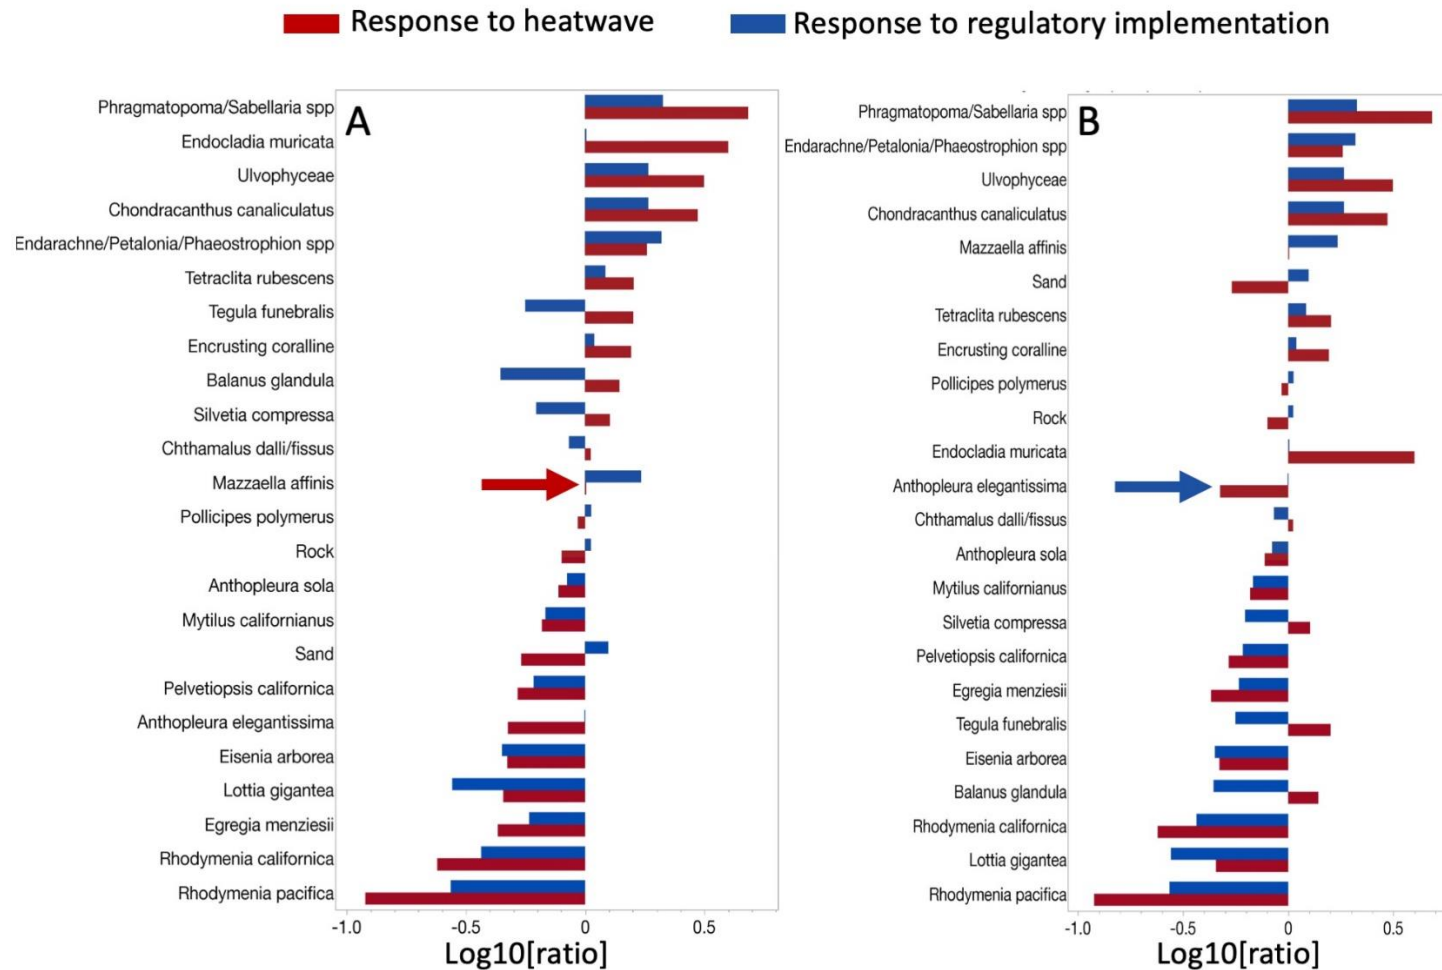 Response to heatwave
Response to regulatory implementation
A
Phragmatopoma/Sabellaria spp
Endocladia muricata
Ulvophyceae
Chondracanthus canaliculatus
Endarachne/Petalonia/Phaeostrophion spp
Tetraclita rubescens
Tegula funebralis
Encrusting coralline
Balanus glandula
Silvetia compressa
Chthamalus dalli/fissus
Mazzaella affinis
Pollicipes polymerus
Rock
Anthopleura sola
Mytilus californianus
Sand
Pelvetiopsis californica
Anthopleura elegantissima
Eisenia arborea
Lottia gigantea
Egregia menziesii
Rhodymenia californica
Rhodymenia pacifica
-1.0 -0.5 0 0.5
Log10[ratio]
B
Phragmatopoma/Sabellaria spp
Endarachne/Petalonia/Phaeostrophion spp
Ulvophyceae
Chondracanthus canaliculatus
Mazzaella affinis
Sand
Tetraclita rubescens
Encrusting coralline
Pollicipes polymerus
Rock
Endocladia muricata
Anthopleura elegantissima
Chthamalus dalli/fissus
Anthopleura sola
Mytilus californianus
Silvetia compressa
Pelvetiopsis californica
Egregia menziesii
Tegula funebralis
Eisenia arborea
Balanus glandula
Rhodymenia californica
Lottia gigantea
Rhodymenia pacifica
-1.0 -0.5 0 0.5
Log10[ratio]